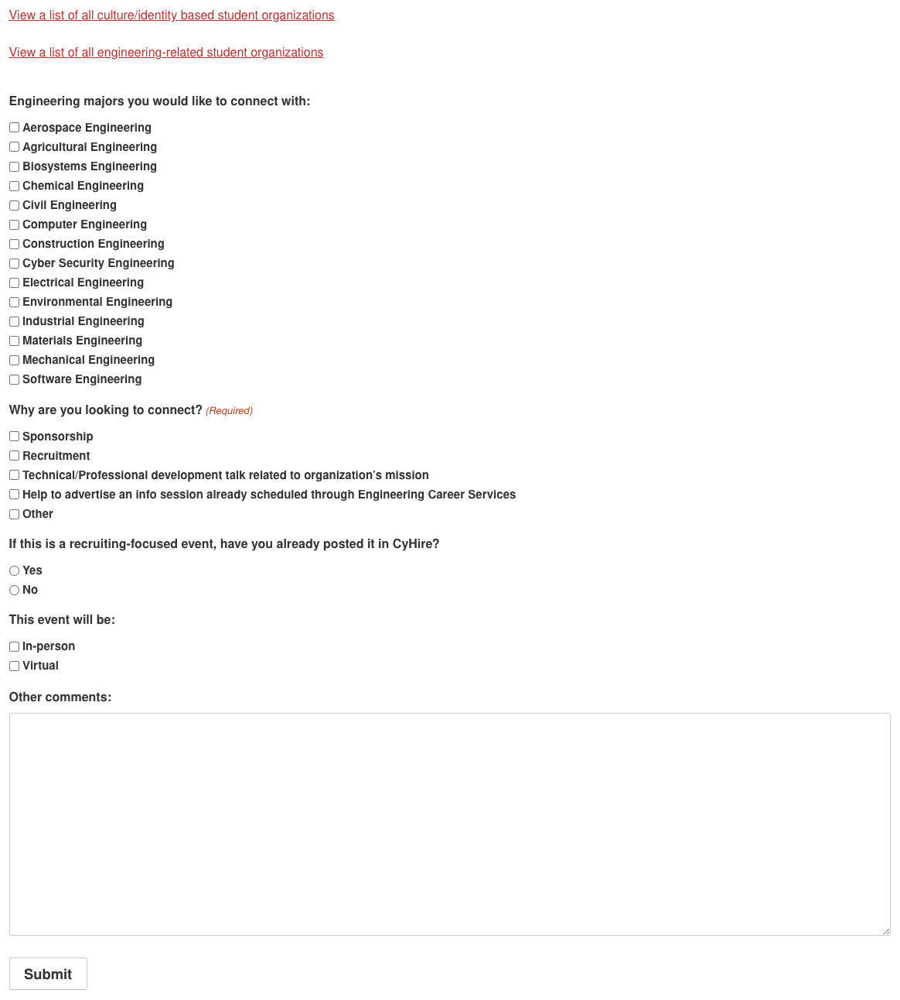 View a list of all culture/identity based student organizations
View a list of all engineering-related student organizations
Engineering majors you would like to connect with:
Aerospace Engineering
Agricultural Engineering
Biosystems Engineering
Chemical Engineering
Civil Engineering
Computer Engineering
Construction Engineering
Cyber Security Engineering
Electrical Engineering
Environmental Engineering
Industrial Engineering
Materials Engineering
Mechanical Engineering
Software Engineering
Why are you looking to connect? (Required)
Sponsorship
Recruitment
Technical/Professional development talk related to organization's mission
Help to advertise an info session already scheduled through Engineering Career Services
Other
If this is a recruiting-focused event, have you already posted it in CyHire?
Yes
No
This event will be:
In-person
Virtual
Other comments:
Submit